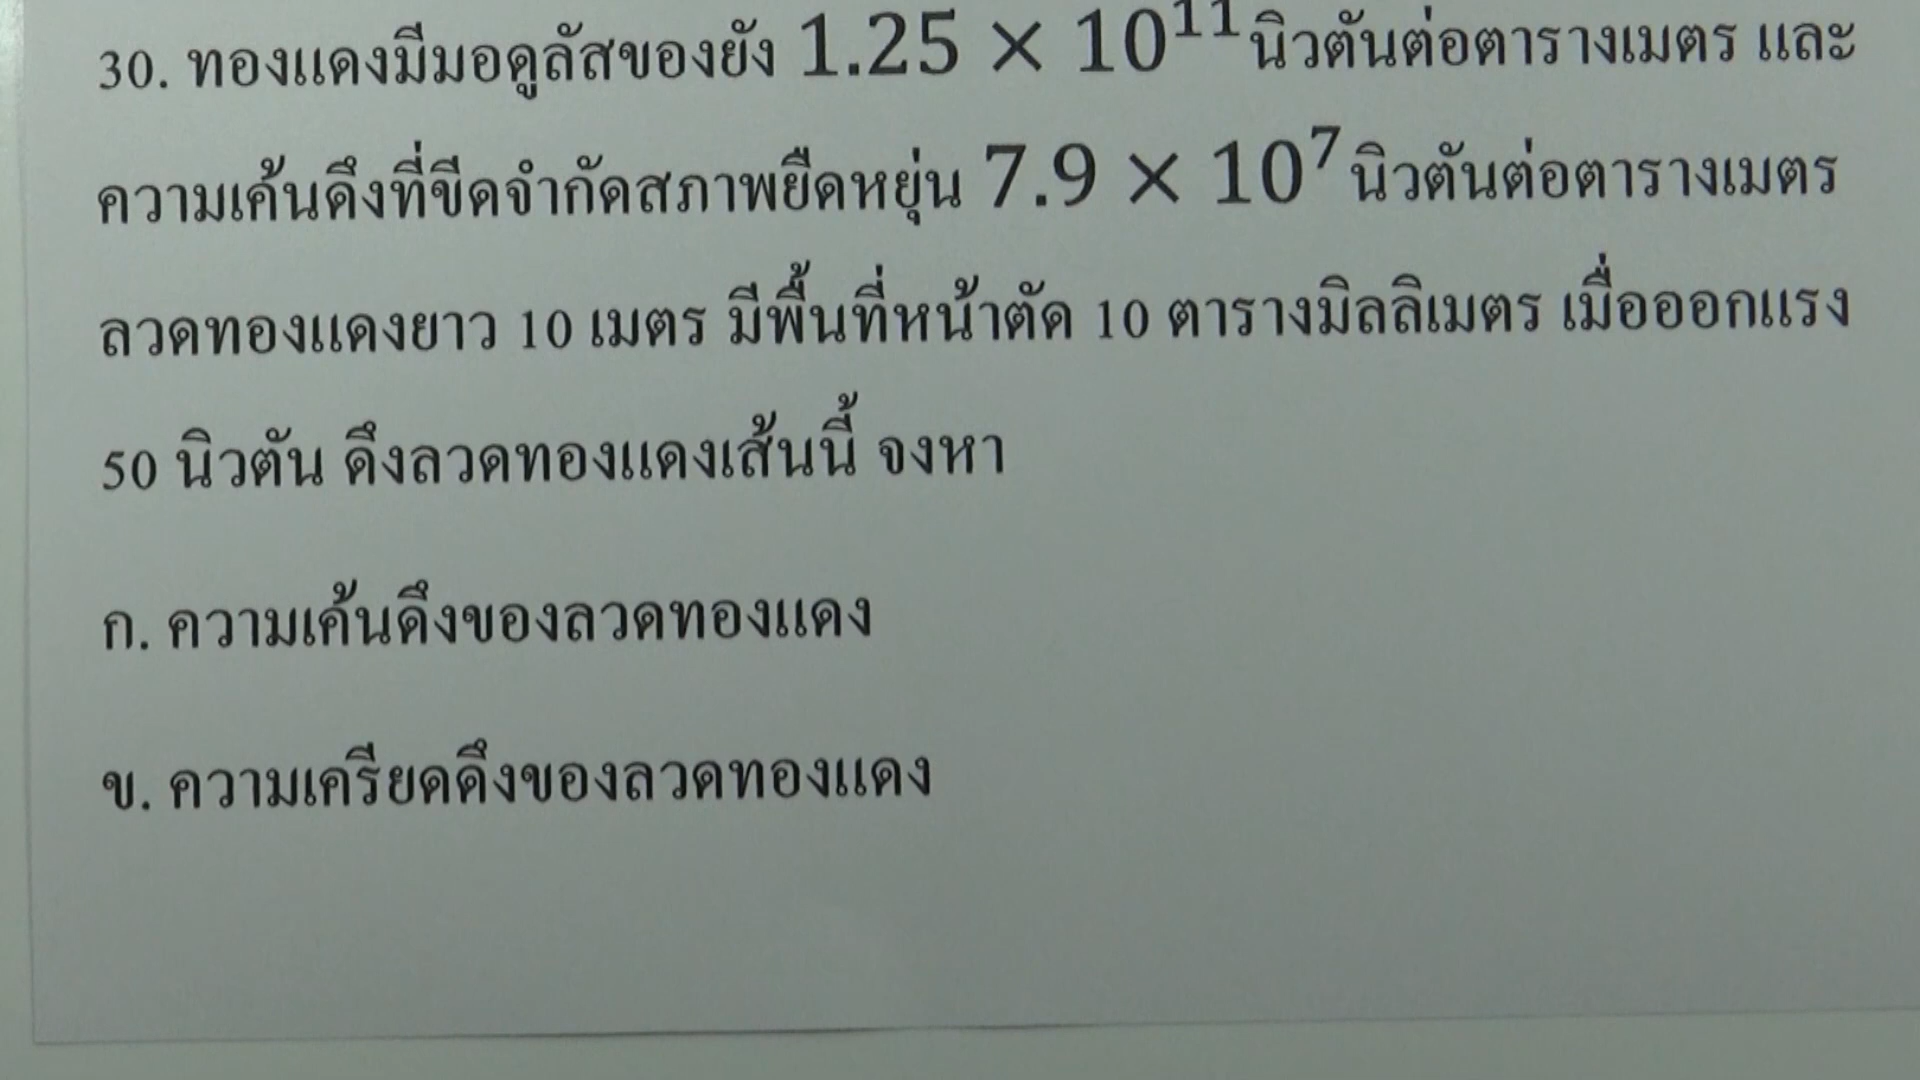 30. ทองแดงมีมอดูลัสของยัง 1.25 × 10¹¹ นิวตันต่อตารางเมตร และ
ความเค้นดึงที่ขีดจำกัดสภาพยืดหยุ่น 7.9 × 10⁷ นิวตันต่อตารางเมตร
ลวดทองแดงยาว 10 เมตร มีพื้นที่หน้าตัด 10 ตารางมิลลิเมตร เมื่อออกแรง
50 นิวตัน ดึงลวดทองแดงเส้นนี้ จงหา
ก. ความเค้นดึงของลวดทองแดง
ข. ความเครียดดึงของลวดทองแดง